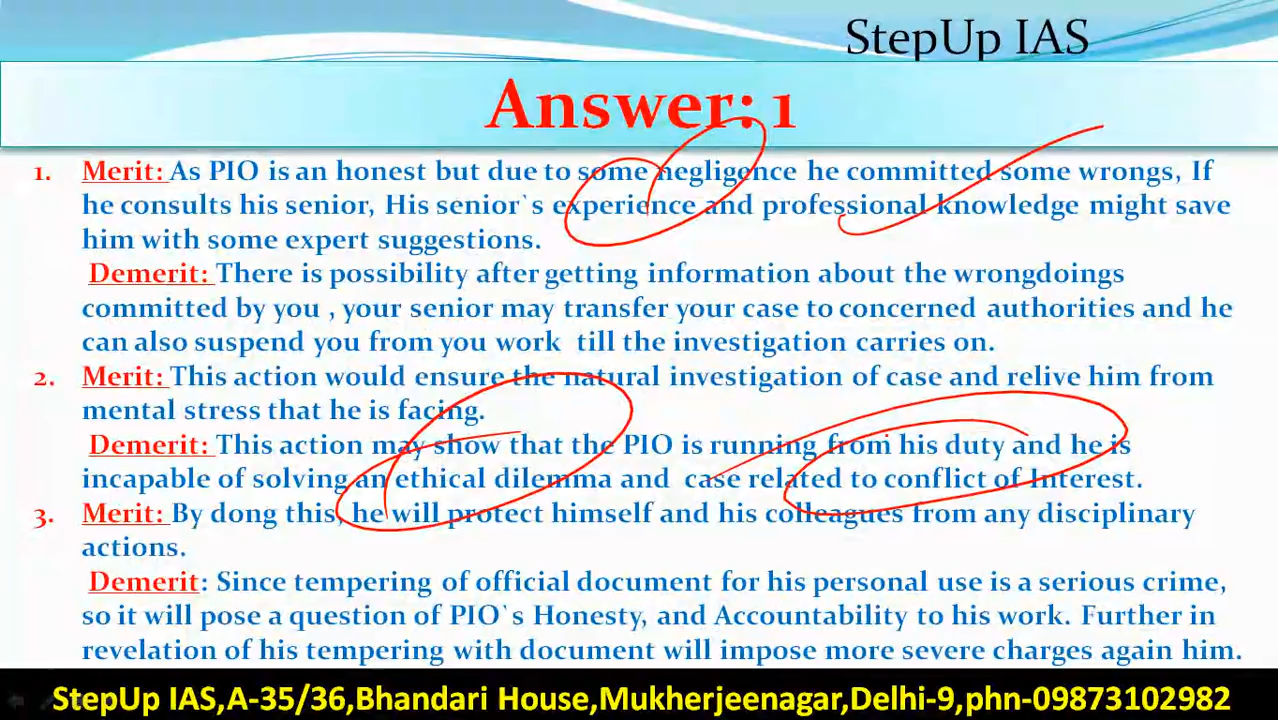 StepUp IAS
Answer: 1
1. Merit: As PIO is an honest but due to some negligence he committed some wrongs, If
he consults his senior, His senior`s experience and professional knowledge might save
him with some expert suggestions.
Demerit: There is possibility after getting information about the wrongdoings
committed by you , your senior may transfer your case to concerned authorities and he
can also suspend you from you work till the investigation carries on.
2. Merit: This action would ensure the natural investigation of case and relive him from
mental stress that he is facing.
Demerit: This action may show that the PIO is running from his duty and he is
incapable of solving an ethical dilemma and case related to conflict of Interest.
3. Merit: By dong this, he will protect himself and his colleagues from any disciplinary
actions.
Demerit: Since tempering of official document for his personal use is a serious crime,
so it will pose a question of PIO`s Honesty, and Accountability to his work. Further in
revelation of his tempering with document will impose more severe charges again him.
StepUp IAS,A-35/36,Bhandari House,Mukherjeenagar,Delhi-9,phn-09873102982